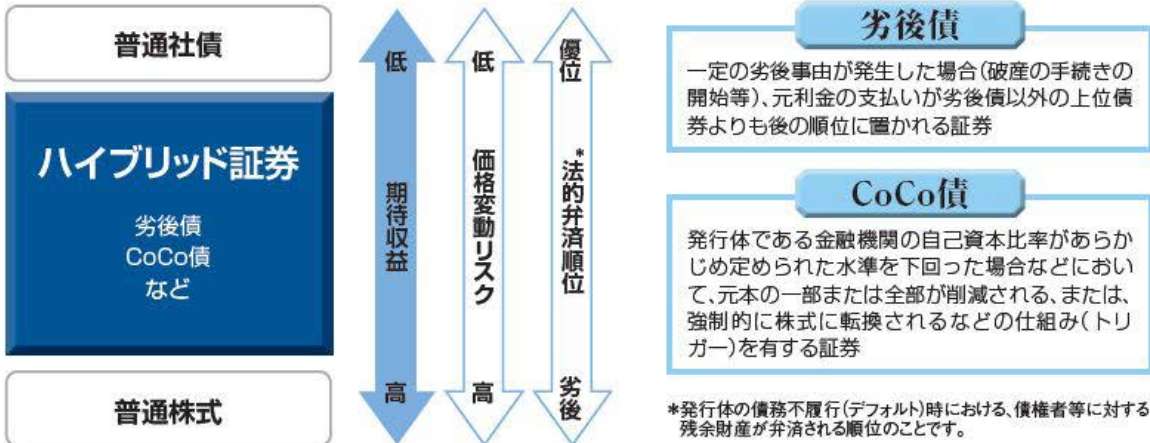 普通社債
ハイブリッド証券
劣後債
CoCo債
など
普通株式
低
期待収益
高
低
価格変動リスク
高
優位
*法的弁済順位
劣後
劣後債
一定の劣後事由が発生した場合(破産の手続きの
開始等)、元利金の支払いが劣後債以外の上位債
券よりも後の順位に置かれる証券
CoCo債
発行体である金融機関の自己資本比率があらか
じめ定められた水準を下回った場合などにおい
て、元本の一部または全部が削減される、または、
強制的に株式に転換されるなどの仕組み(トリ
ガー)を有する証券
*発行体の債務不履行(デフォルト)時における、債権者等に対する
残余財産が弁済される順位のことです。